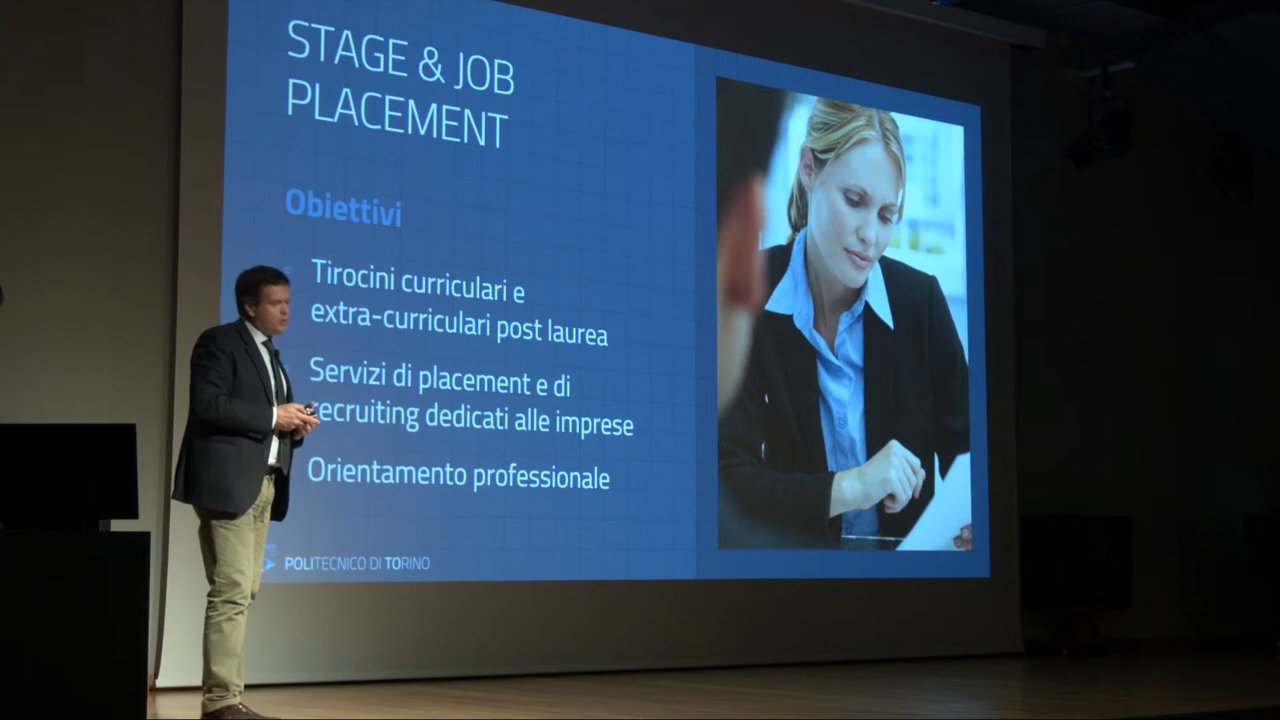 STAGE & JOB
PLACEMENT
Obiettivi
Tirocini curriculari e
extra-curriculari post laurea
Servizi di placement e di
recruiting dedicati alle imprese
Orientamento professionale
POLITECNICO DI TORINO